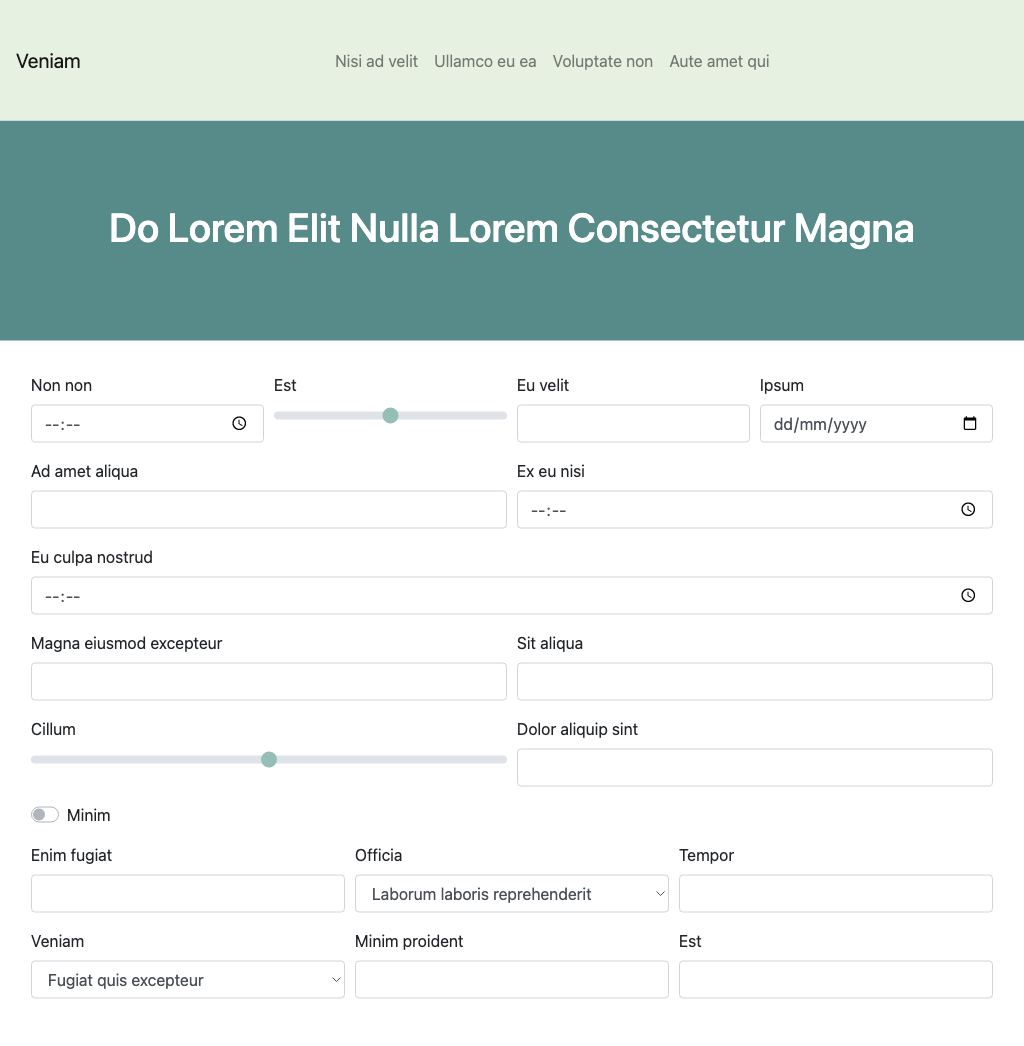 Veniam
Nisi ad velit Ullamco eu ea Voluptate non Aute amet qui
Do Lorem Elit Nulla Lorem Consectetur Magna
Non non Est Eu velit Ipsum
--:-- dd/mm/yyyy
Ad amet aliqua Ex eu nisi
--:--
Eu culpa nostrud
--:--
Magna eiusmod excepteur Sit aliqua
Cillum Dolor aliquip sint
Minim
Enim fugiat Officia Tempor
Laborum laboris reprehenderit
Veniam Minim proident Est
Fugiat quis excepteur